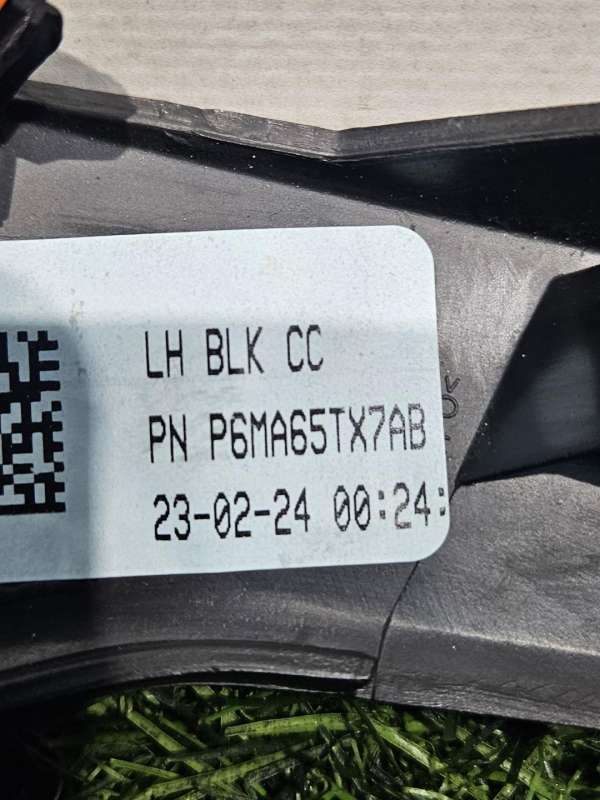 LH BLK CC
PN P6MA65TX7AB
23-02-24 00:24: